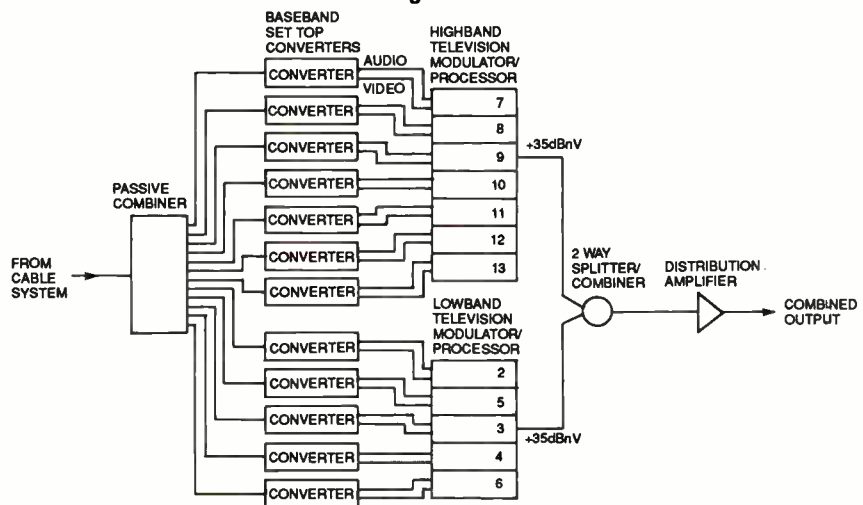 BASEBAND
SET TOP
CONVERTERS
HIGHBAND
TELEVISION
MODULATOR/
PROCESSOR
AUDIO
VIDEO
CONVERTER
CONVERTER
CONVERTER
CONVERTER
CONVERTER
CONVERTER
CONVERTER
7
8
9
10
11
12
13
+35dBnV
PASSIVE
COMBINER
FROM
CABLE
SYSTEM
2 WAY
SPLITTER/
COMBINER
DISTRIBUTION
AMPLIFIER
COMBINED
OUTPUT
LOWBAND
TELEVISION
MODULATOR/
PROCESSOR
CONVERTER
CONVERTER
CONVERTER
CONVERTER
CONVERTER
2
5
3
4
6
+35dBnV